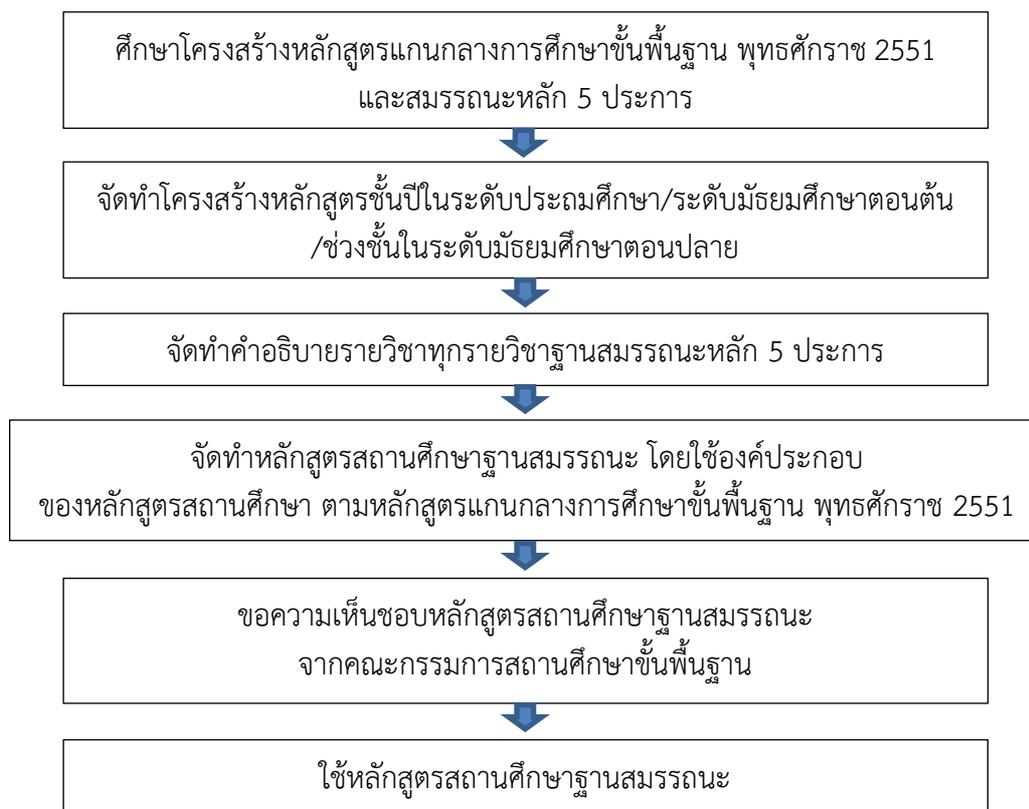 ศึกษาโครงสร้างหลักสูตรแกนกลางการศึกษาขั้นพื้นฐาน พุทธศักราช 2551
และสมรรถนะหลัก 5 ประการ
จัดทำโครงสร้างหลักสูตรชั้นปีในระดับประถมศึกษา/ระดับมัธยมศึกษาตอนต้น
/ช่วงชั้นในระดับมัธยมศึกษาตอนปลาย
จัดทำคำอธิบายรายวิชาทุกรายวิชาฐานสมรรถนะหลัก 5 ประการ
จัดทำหลักสูตรสถานศึกษาฐานสมรรถนะ โดยใช้องค์ประกอบ
ของหลักสูตรสถานศึกษา ตามหลักสูตรแกนกลางการศึกษาขั้นพื้นฐาน พุทธศักราช 2551
ขอความเห็นชอบหลักสูตรสถานศึกษาฐานสมรรถนะ
จากคณะกรรมการสถานศึกษาขั้นพื้นฐาน
ใช้หลักสูตรสถานศึกษาฐานสมรรถนะ